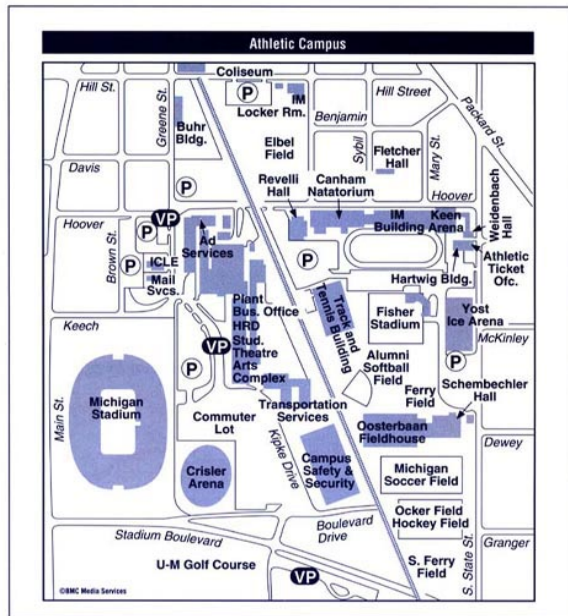 Athletic Campus
Coliseum
Hill St.
Hill Street
Greene St.
P
IM
Locker Rm.
Benjamin
Packard St.
Buhr
Bldg.
Elbel
Field
Sybil
Fletcher
Hall
Mary St.
Davis
P
Revelli
Hall
Canham
Natatorium
Hoover
Weidenbach
Hall
Hoover
VP
P
IM
Building
Keen
Arena
Brown St.
Ad
Services
Athletic
Ticket
Ofc.
P
ICLE
Mail
Svcs.
P
Hartwig Bldg.
Plant
Bus. Office
HRD
Stud.
Theatre
Arts
Complex
Track and
Tennis Building
Fisher
Stadium
Yost
Ice Arena
Keech
McKinley
VP
P
P
Alumni
Softball
Field
Ferry
Field
Schembechler
Hall
Michigan
Stadium
Main St.
Commuter
Lot
Transportation
Services
Oosterbaan
Fieldhouse
Dewey
Crisler
Arena
Kipke Drive
Campus
Safety &
Security
Michigan
Soccer Field
Ocker Field
Hockey Field
Stadium Boulevard
Boulevard
Drive
Granger
U-M Golf Course
VP
S. Ferry
Field
S. State St.
©BMC Media Services